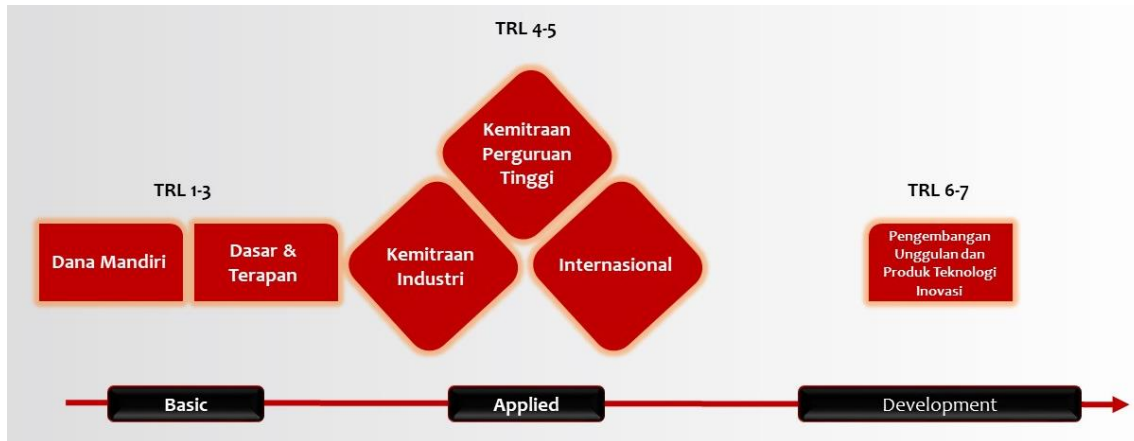 TRL 4-5
Kemitraan
Perguruan
Tinggi
TRL 1-3
TRL 6-7
Dana Mandiri
Dasar &
Terapan
Kemitraan
Industri
Internasional
Pengembangan
Unggulan dan
Produk Teknologi
Inovasi
Basic
Applied
Development